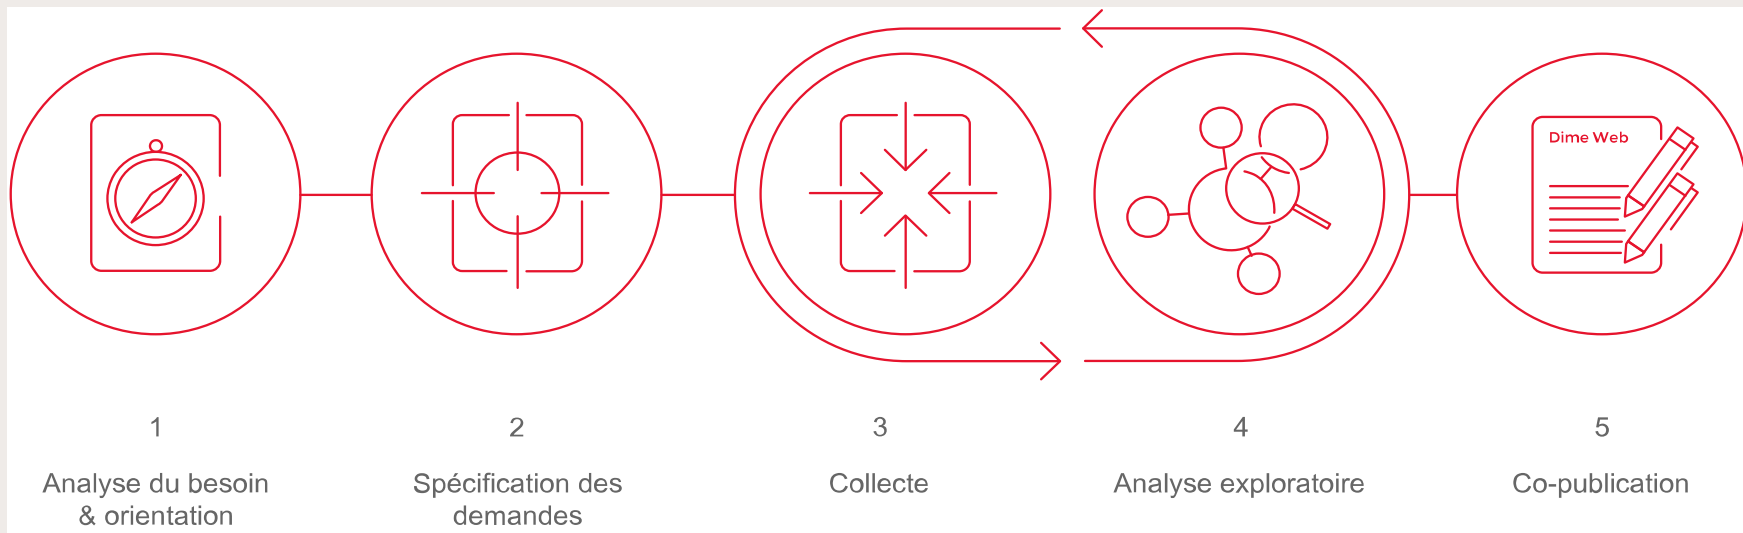 Dime Web
1
2
3
4
5
Analyse du besoin
& orientation
Spécification des
demandes
Collecte
Analyse exploratoire
Co-publication